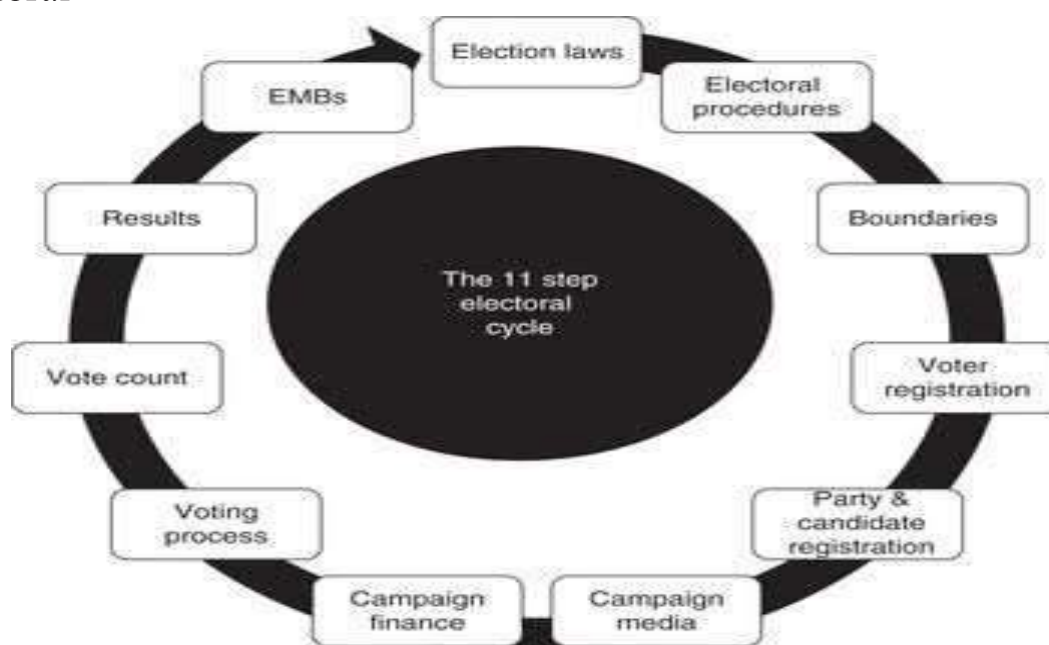 Election laws
Electoral
procedures
Boundaries
Voter
registration
Party &
candidate
registration
Campaign
media
Campaign
finance
Voting
process
Vote count
Results
EMBs
The 11 step
electoral
cycle